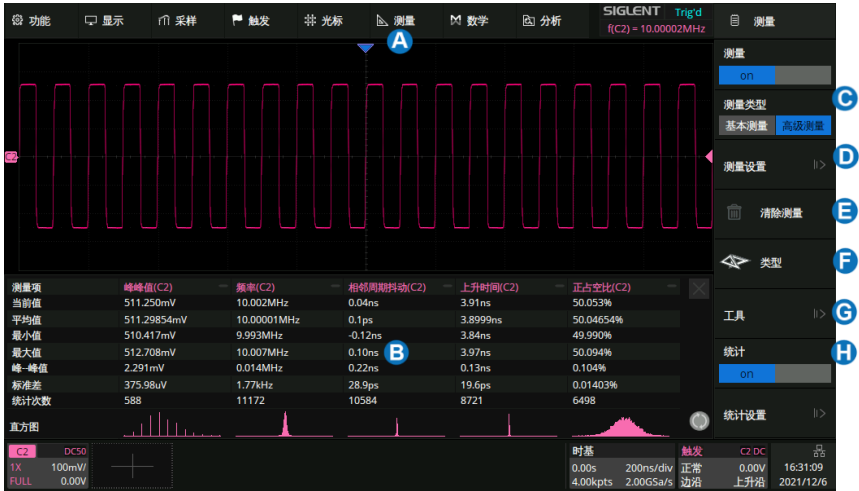 功能 显示 采样 触发 光标 测量 数学 分析 SIGLENT Trig'd 测量
f(C2) = 10.00002MHz
A
测量
on
C
测量类型
基本测量 高级测量
C2
测量设置 D
清除测量 E
类型 F
测量项 峰峰值(C2) 频率(C2) 相邻周期抖动(C2) 上升时间(C2) 正占空比(C2)
当前值 511.250mV 10.002MHz 0.04ns 3.91ns 50.053%
平均值 511.29854mV 10.00001MHz 0.1ps 3.8999ns 50.04654%
工具 G
最小值 510.417mV 9.993MHz -0.12ns 3.84ns 49.990%
最大值 512.708mV 10.007MHz 0.10ns B 3.97ns 50.094%
统计 H
峰--峰值 2.291mV 0.014MHz 0.22ns 0.13ns 0.104%
on
标准差 375.98uV 1.77kHz 28.9ps 19.6ps 0.01403%
统计次数 588 11172 10584 8721 6498
统计设置
直方图
C2 DC50 时基 触发 C2 DC
1X 100mV/ 0.00s 200ns/div 正常 0.00V 16:31:09
FULL 0.00V 4.00kpts 2.00GSa/s 边沿 上升沿 2021/12/6